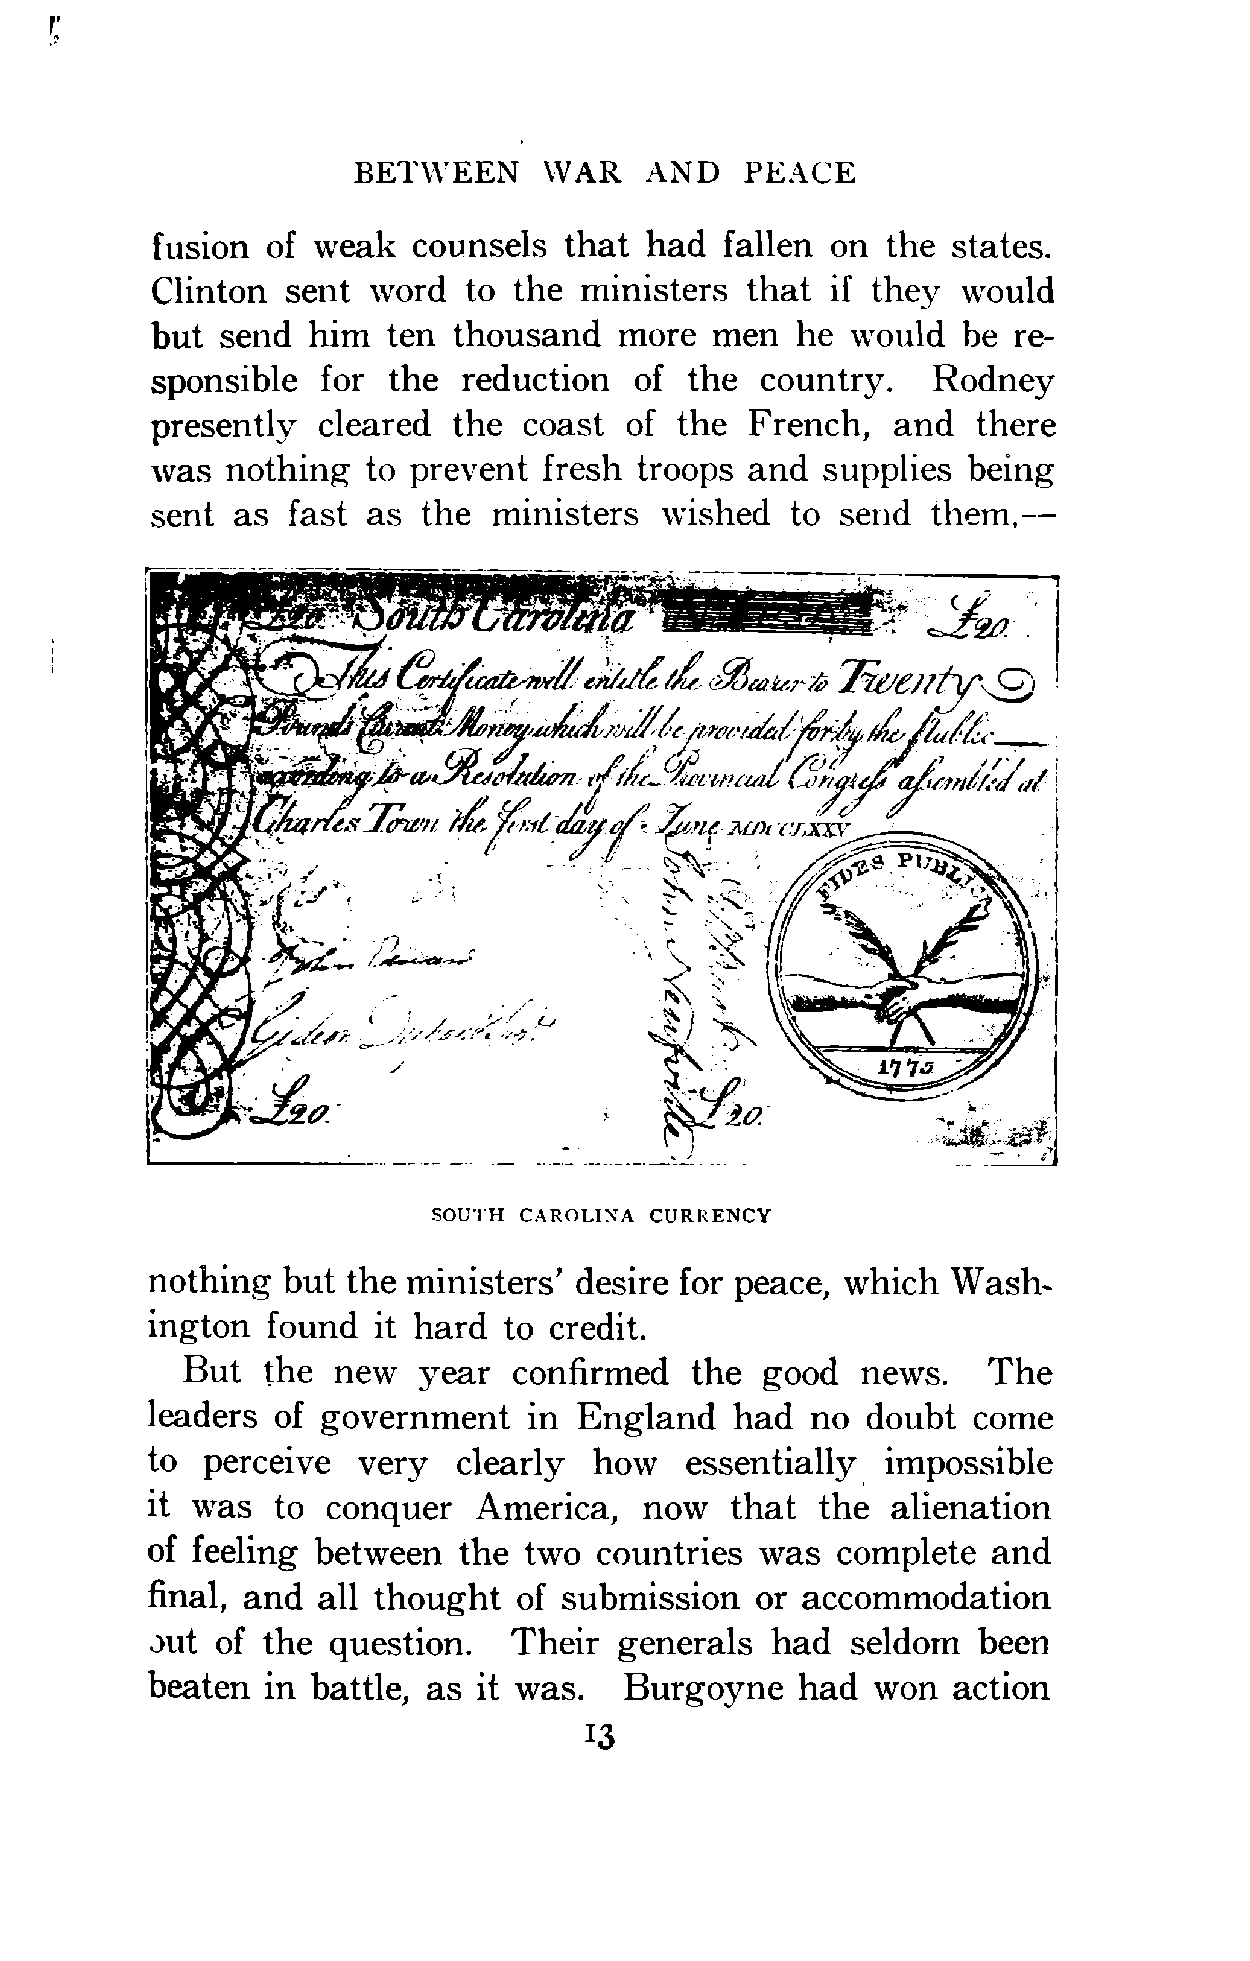 BETWEEN WAR AND PEACE
fusion of weak counsels that had fallen on the states.
Clinton sent word to the ministers that if they would
but send him ten thousand more men he would be re-
sponsible for the reduction of the country. Rodney
presently cleared the coast of the French, and there
was nothing to prevent fresh troops and supplies being
sent as fast as the ministers wished to send them,--
South Carolina
£20.
This Certificate will entitle the Bearer to Twenty
Pounds Current Money which will be provided for by the Public
according to a Resolution of the Provincial Congress assembled at
Charles Town the first day of June MDCCLXXV
FIDES PUBLICA
1775
John
£20.
£20.
SOUTH CAROLINA CURRENCY
nothing but the ministers' desire for peace, which Wash-
ington found it hard to credit.
But the new year confirmed the good news. The
leaders of government in England had no doubt come
to perceive very clearly how essentially impossible
it was to conquer America, now that the alienation
of feeling between the two countries was complete and
final, and all thought of submission or accommodation
out of the question. Their generals had seldom been
beaten in battle, as it was. Burgoyne had won action
13